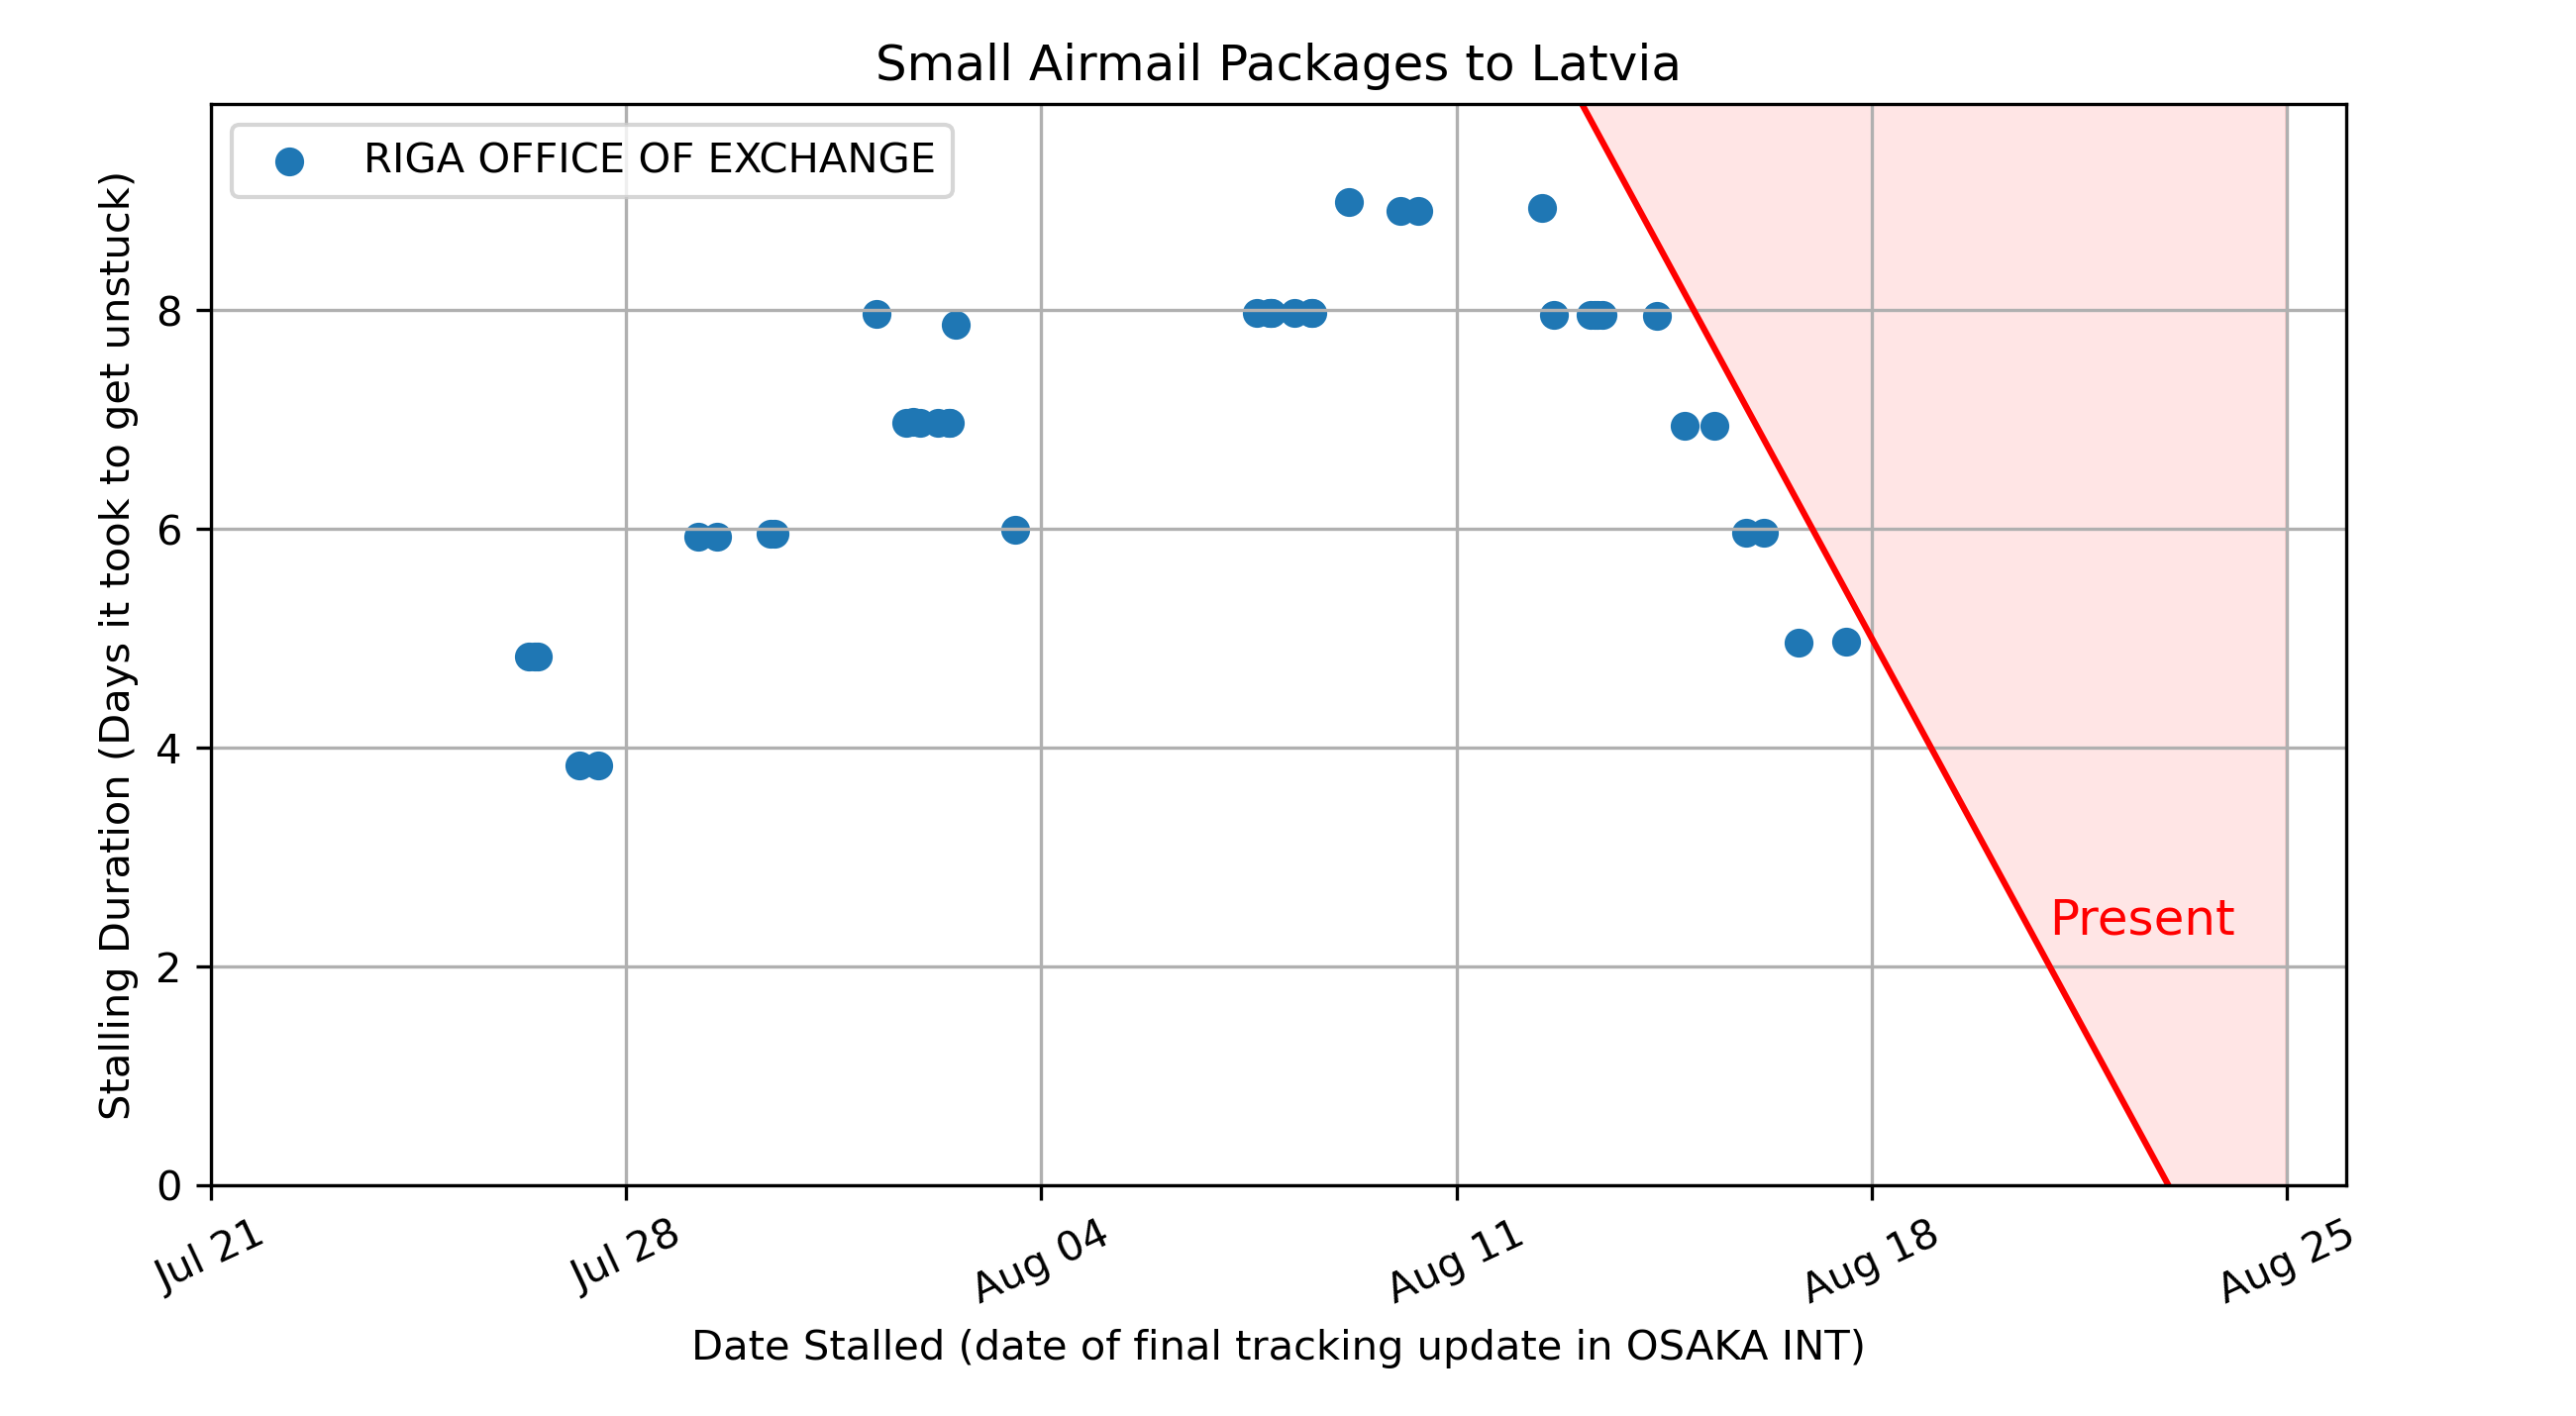 Small Airmail Packages to Latvia
RIGA OFFICE OF EXCHANGE
Stalling Duration (Days it took to get unstuck)
8
6
4
2
0
Present
Jul 21
Jul 28
Aug 04
Aug 11
Aug 18
Aug 25
Date Stalled (date of final tracking update in OSAKA INT)